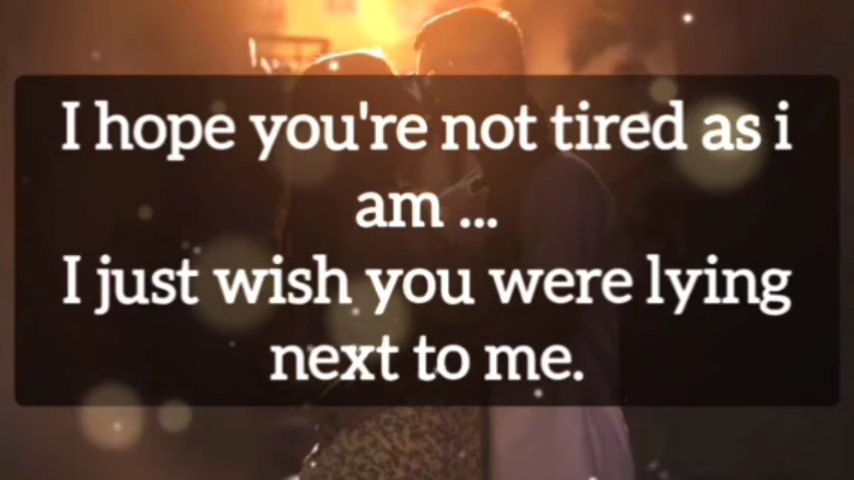 I hope you're not tired as i
am ...
I just wish you were lying
next to me.